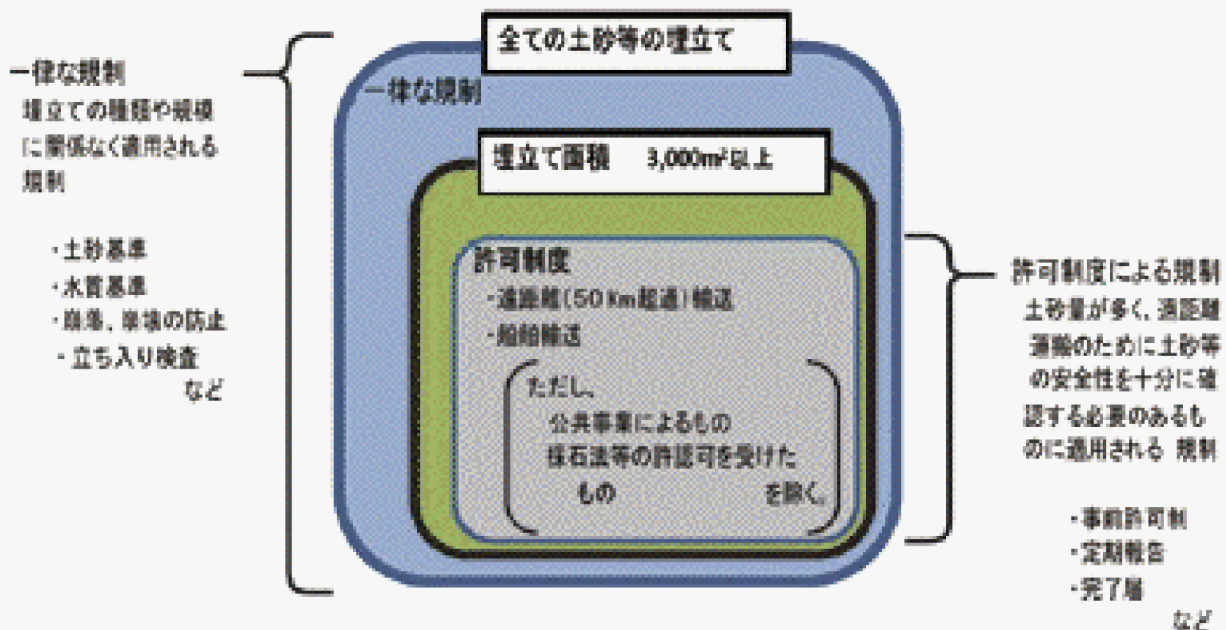 全ての土砂等の埋立て
一律な規制
埋立ての種類や規模
に関係なく適用される
規制
・土砂基準
・水質基準
・崩落、崩壊の防止
・立ち入り検査
など
一律な規制
埋立て面積　3,000m²以上
許可制度
・遠距離(50Km超過)輸送
・船舶輸送
ただし、
公共事業によるもの
採石法等の許認可を受けた
もの　を除く。
許可制度による規制
土砂量が多く、遠距離
運搬のために土砂等
の安全性を十分に確
認する必要のあるも
のに適用される 規制
・事前許可制
・定期報告
・完了届
など